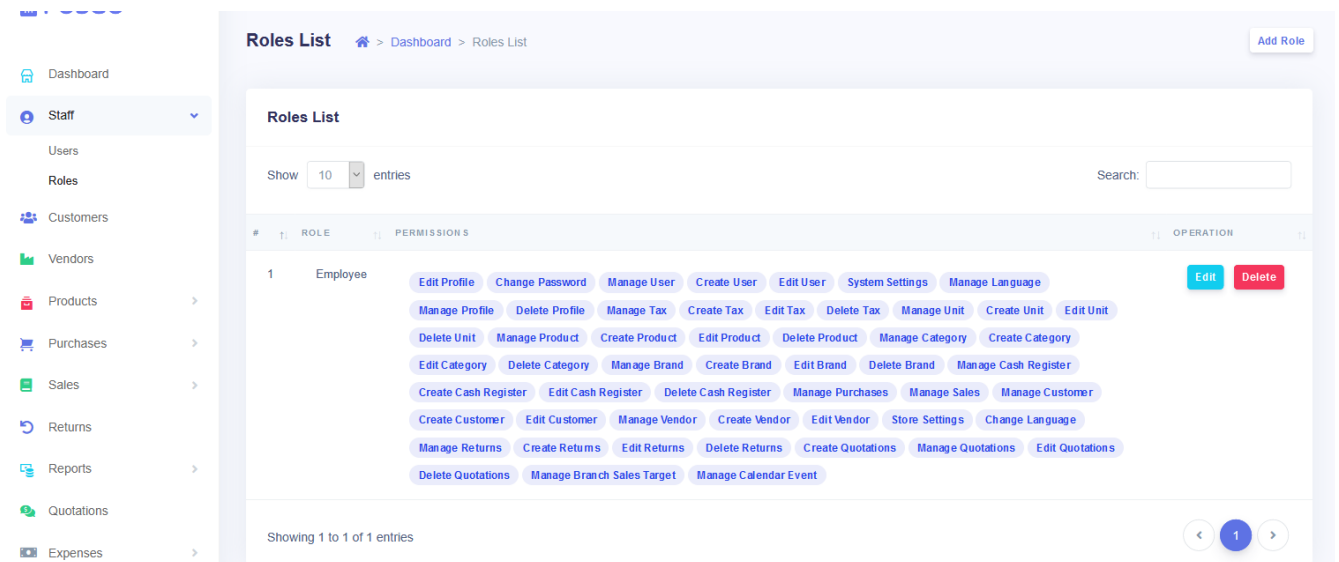 Roles List > Dashboard > Roles List Add Role
Dashboard
Staff
Users
Roles
Customers
Vendors
Products
Purchases
Sales
Returns
Reports
Quotations
Expenses
Roles List
Show 10 entries Search:
# ROLE PERMISSIONS OPERATION
1 Employee Edit Profile Change Password Manage User Create User Edit User System Settings Manage Language Edit Delete
Manage Profile Delete Profile Manage Tax Create Tax Edit Tax Delete Tax Manage Unit Create Unit Edit Unit
Delete Unit Manage Product Create Product Edit Product Delete Product Manage Category Create Category
Edit Category Delete Category Manage Brand Create Brand Edit Brand Delete Brand Manage Cash Register
Create Cash Register Edit Cash Register Delete Cash Register Manage Purchases Manage Sales Manage Customer
Create Customer Edit Customer Manage Vendor Create Vendor Edit Vendor Store Settings Change Language
Manage Returns Create Returns Edit Returns Delete Returns Create Quotations Manage Quotations Edit Quotations
Delete Quotations Manage Branch Sales Target Manage Calendar Event
Showing 1 to 1 of 1 entries < 1 >